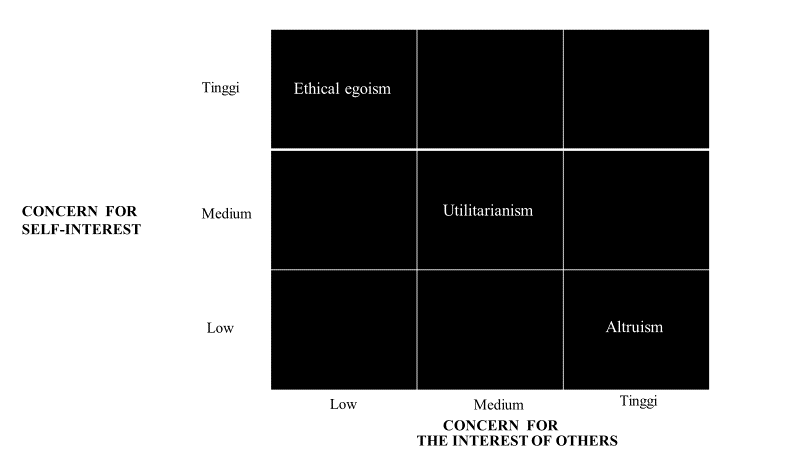 Tinggi
Ethical egoism
CONCERN FOR
SELF-INTEREST
Medium
Utilitarianism
Low
Altruism
Low
Medium
Tinggi
CONCERN FOR
THE INTEREST OF OTHERS